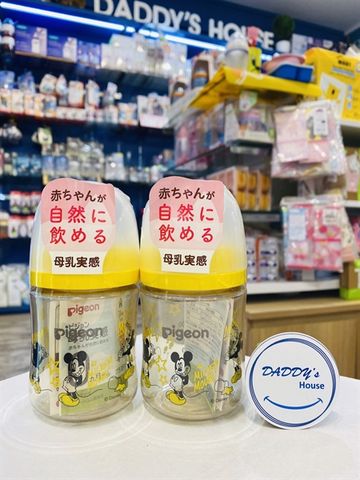 DADDY'S HOUSE
赤ちゃんが
自然に
飲める
母乳実感
赤ちゃんが
自然に
飲める
母乳実感
Pigeon
Pigeon
Pigeon
DADDY's
House